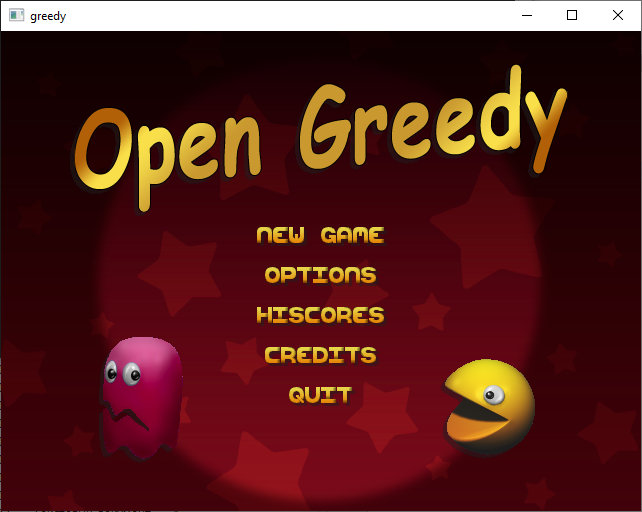 greedy
Open Greedy
NEW GAME
OPTIONS
HISCORES
CREDITS
QUIT